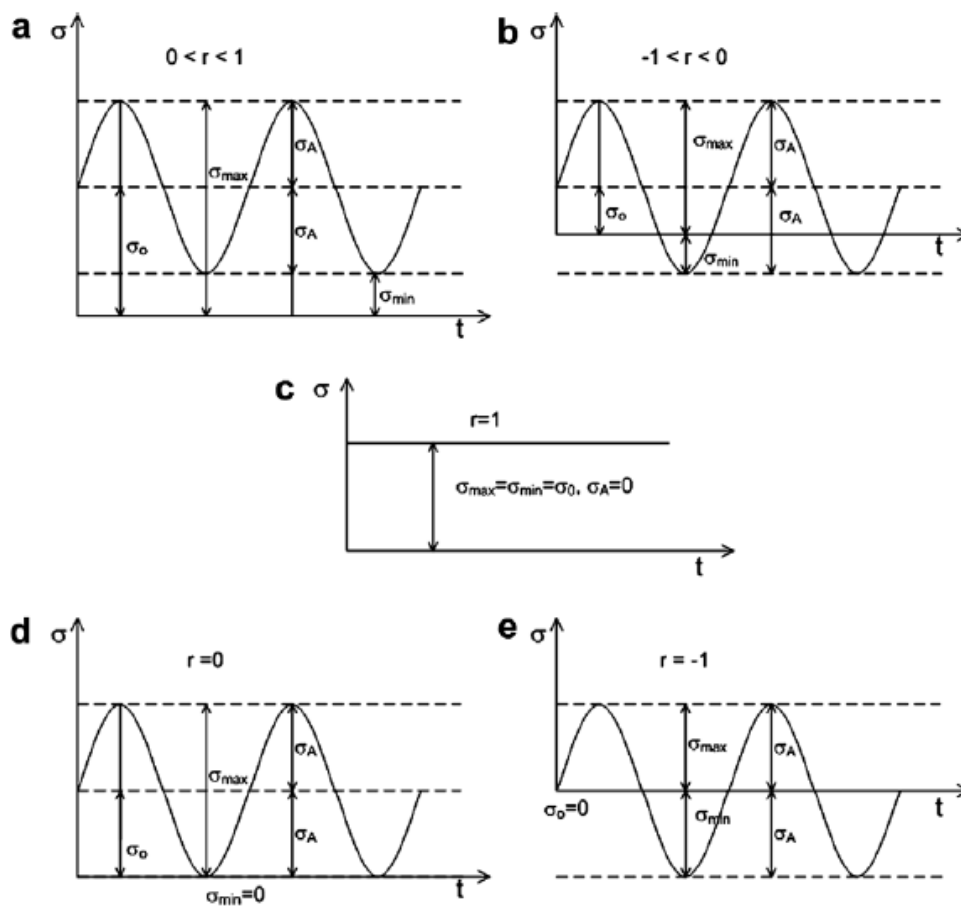 a
σ
0 < r < 1
σmax
σA
σo
σA
σmin
t
b
σ
-1 < r < 0
σmax
σA
σo
σA
σmin
t
c
σ
r=1
σmax=σmin=σ0, σA=0
t
d
σ
r =0
σmax
σA
σo
σA
σmin=0
t
e
σ
r = -1
σmax
σA
σo=0
σmin
σA
t